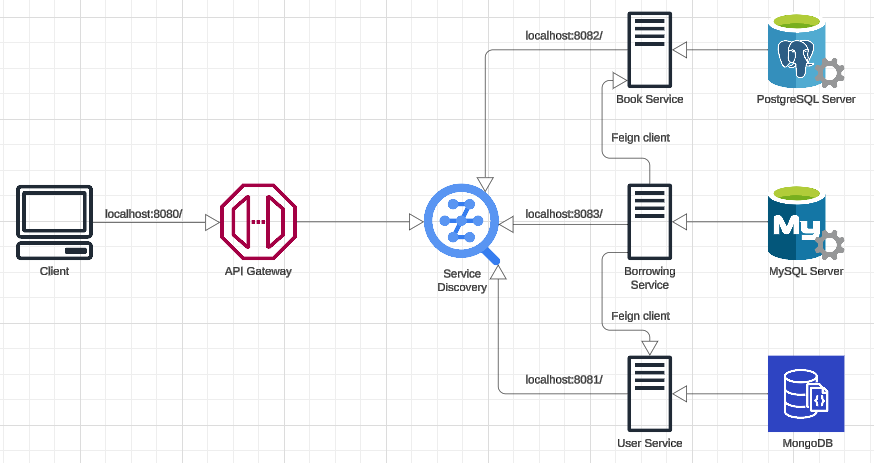 localhost:8082/
Book Service
PostgreSQL Server
Feign client
localhost:8080/
localhost:8083/
My
Client
API Gateway
Service
Discovery
Borrowing
Service
MySQL Server
Feign client
localhost:8081/
User Service
MongoDB